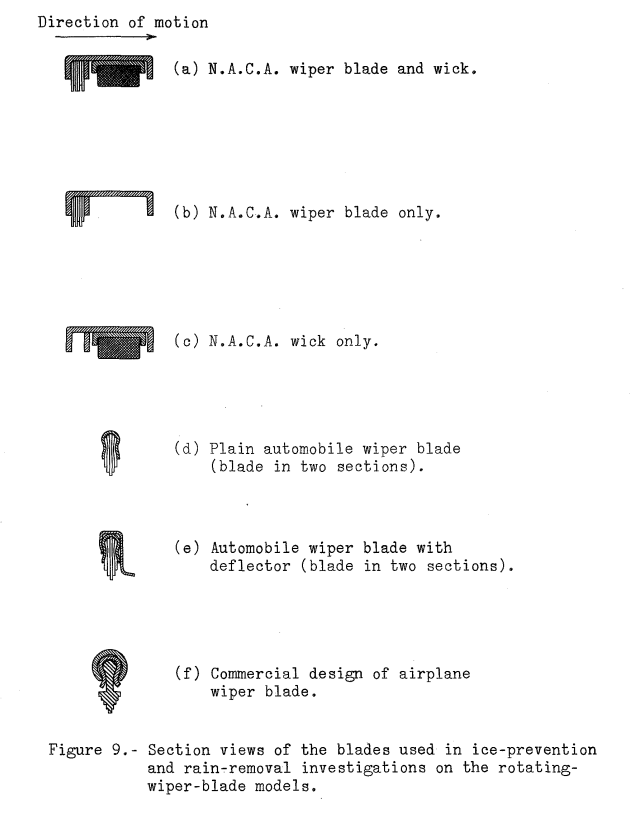 Direction of motion
(a) N.A.C.A. wiper blade and wick.
(b) N.A.C.A. wiper blade only.
(c) N.A.C.A. wick only.
(d) Plain automobile wiper blade
(blade in two sections).
(e) Automobile wiper blade with
deflector (blade in two sections).
(f) Commercial design of airplane
wiper blade.
Figure 9.- Section views of the blades used in ice-prevention
and rain-removal investigations on the rotating-
wiper-blade models.